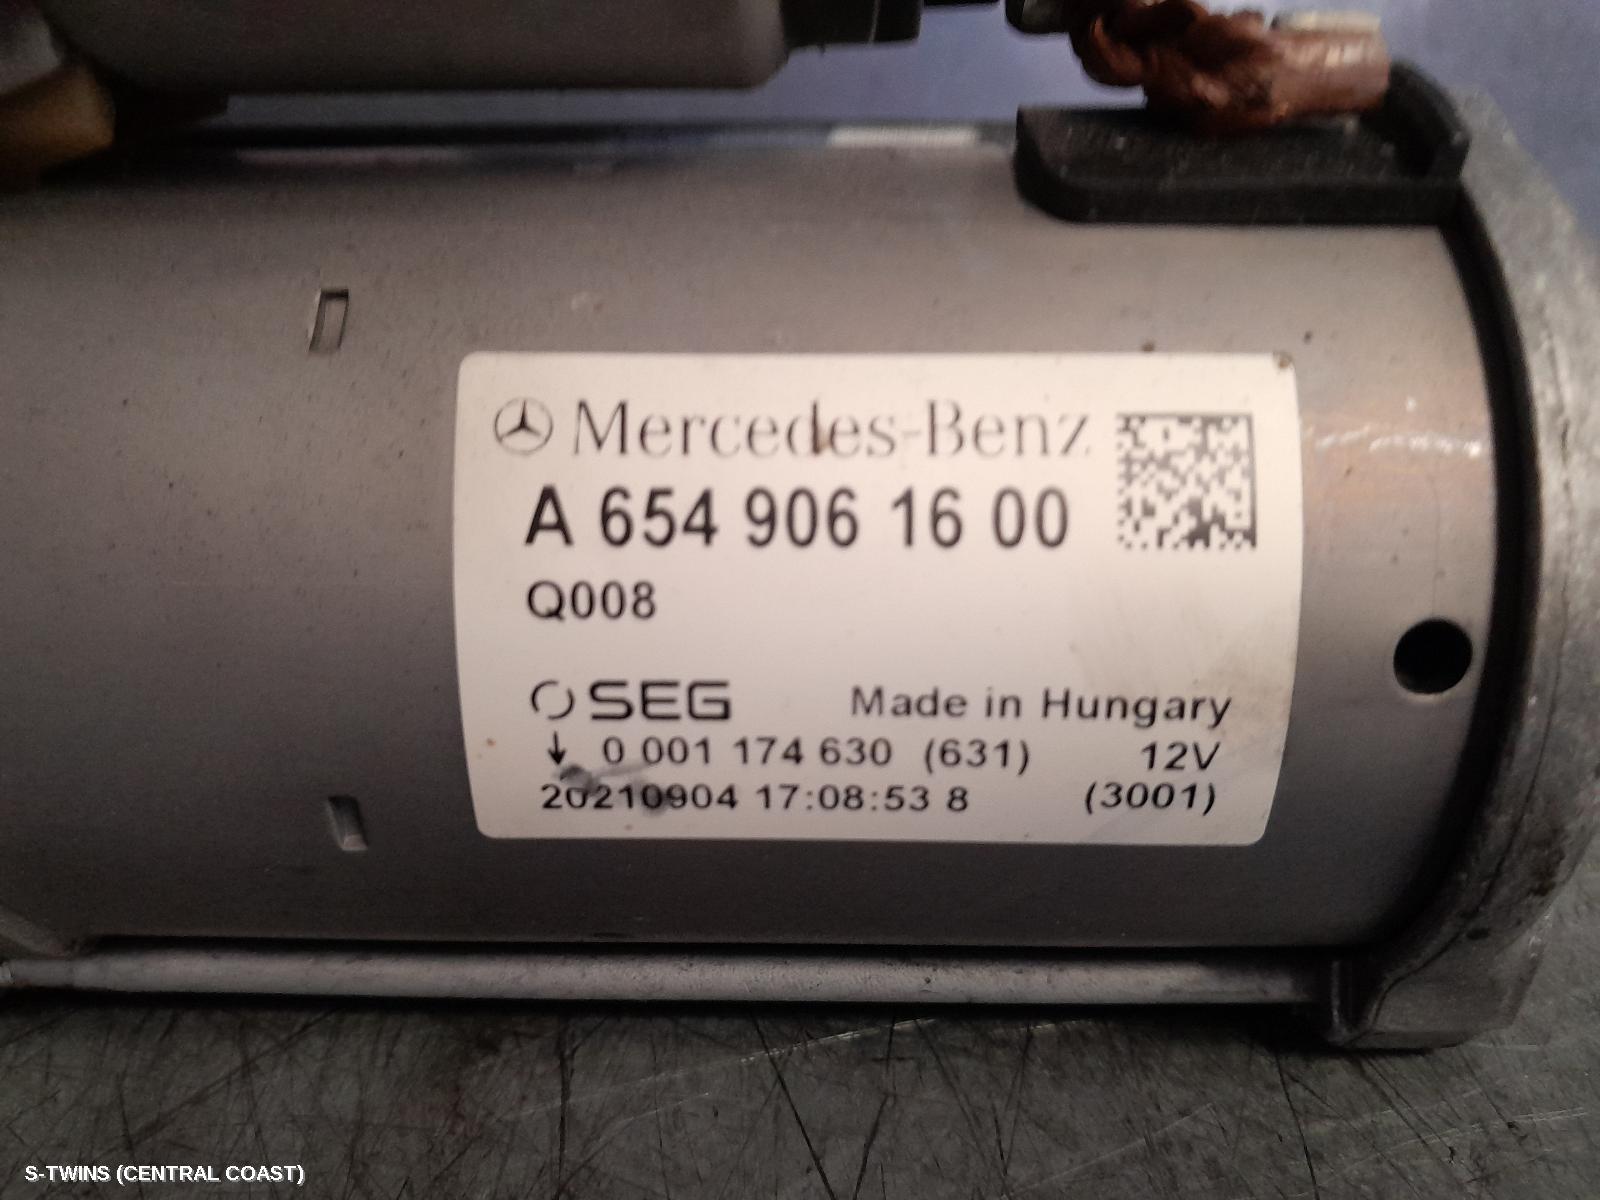 Mercedes-Benz
A 654 906 16 00
Q008
SEG Made in Hungary
↓ 0 001 174 630 (631) 12V
20210904 17:08:53 8 (3001)
S-TWINS (CENTRAL COAST)